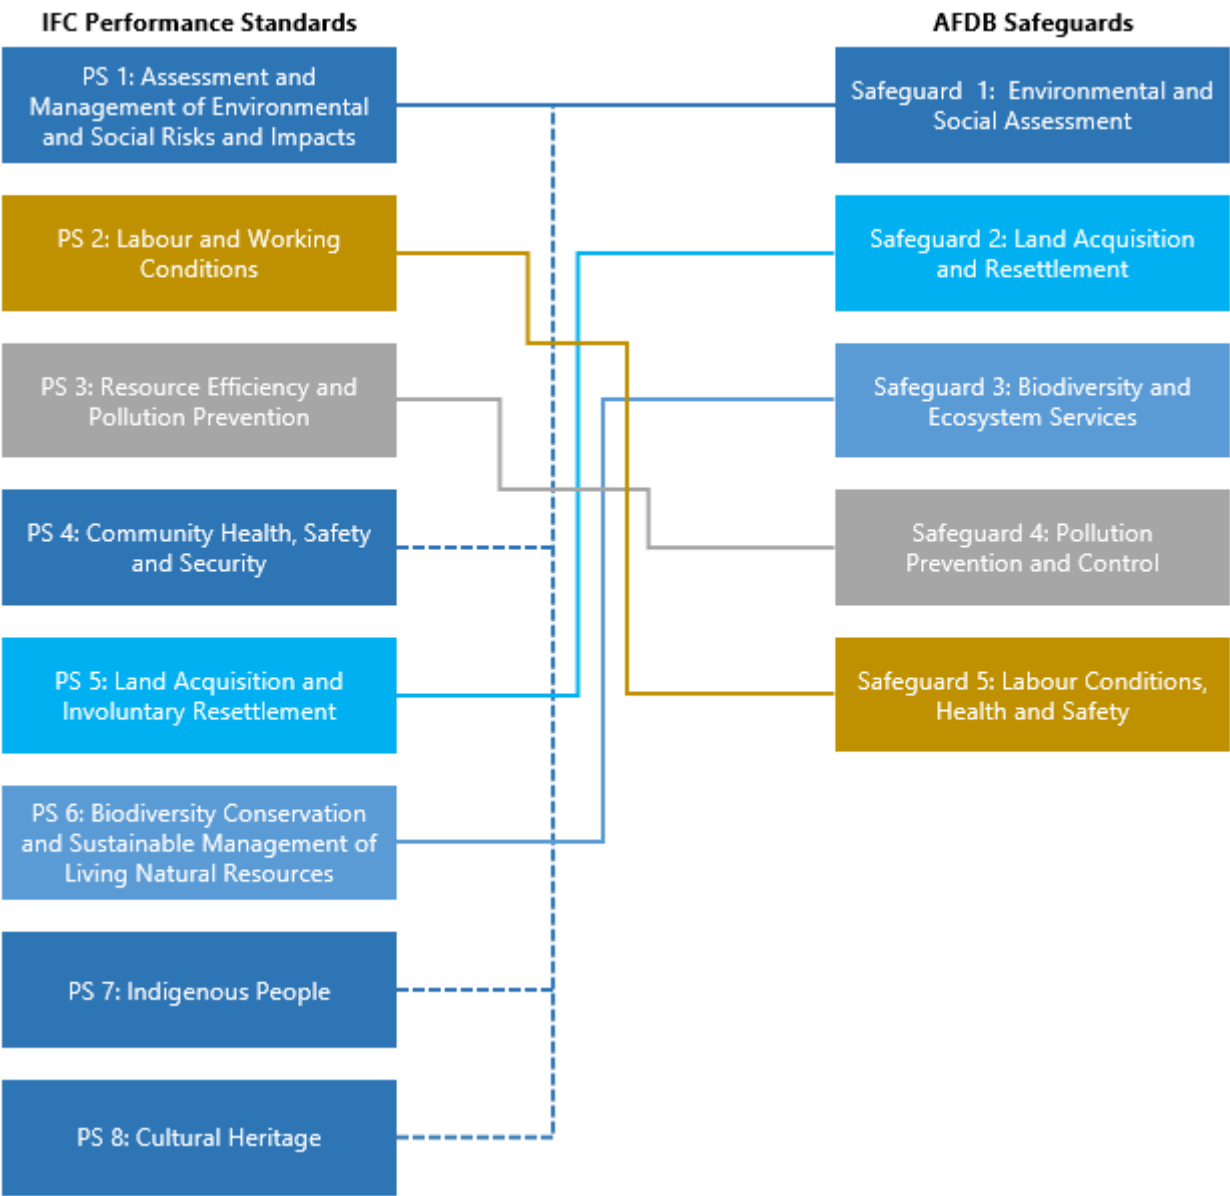 IFC Performance Standards
AFDB Safeguards
PS 1: Assessment and
Management of Environmental
and Social Risks and Impacts
Safeguard 1: Environmental and
Social Assessment
PS 2: Labour and Working
Conditions
Safeguard 2: Land Acquisition
and Resettlement
PS 3: Resource Efficiency and
Pollution Prevention
Safeguard 3: Biodiversity and
Ecosystem Services
PS 4: Community Health, Safety
and Security
Safeguard 4: Pollution
Prevention and Control
PS 5: Land Acquisition and
Involuntary Resettlement
Safeguard 5: Labour Conditions,
Health and Safety
PS 6: Biodiversity Conservation
and Sustainable Management of
Living Natural Resources
PS 7: Indigenous People
PS 8: Cultural Heritage